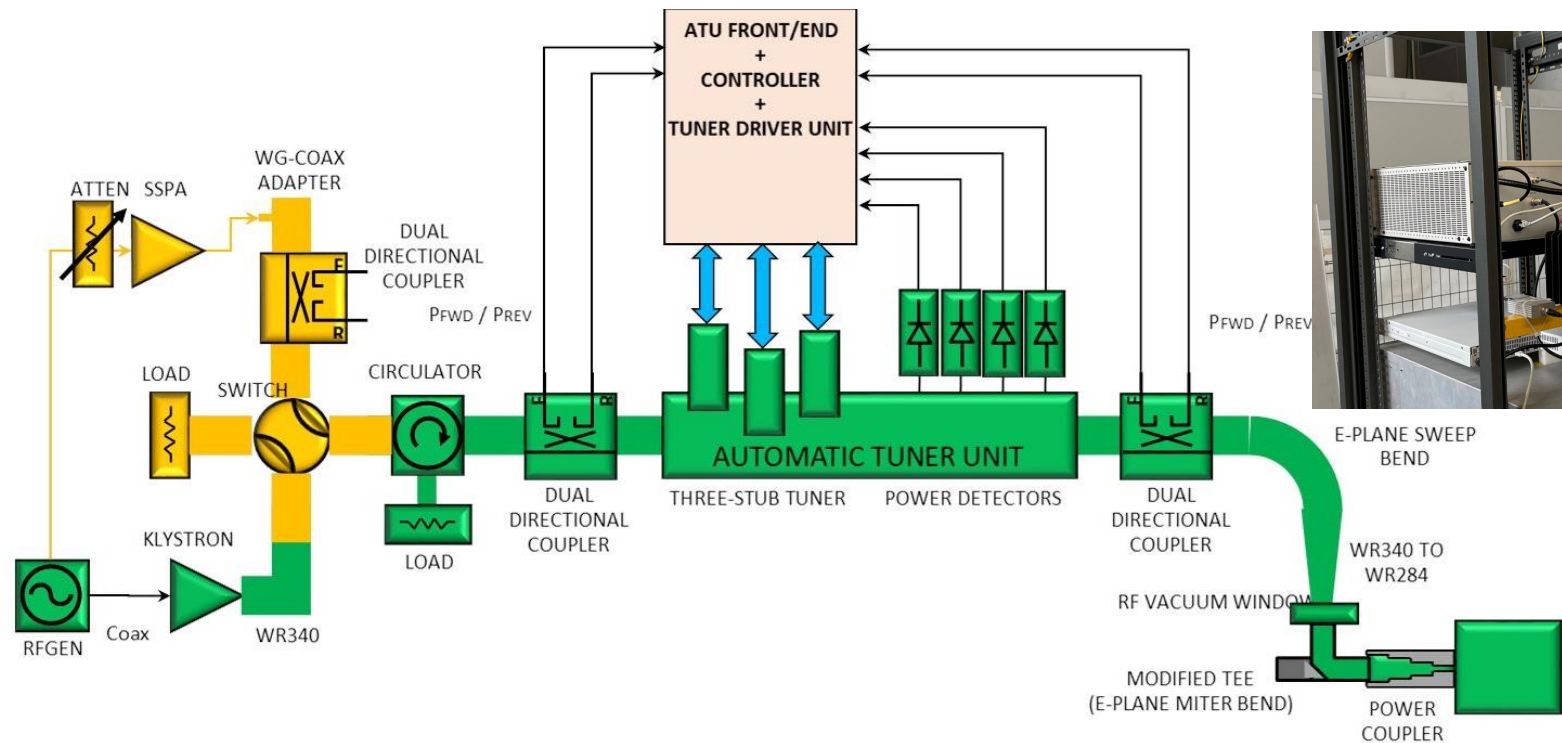 ATU FRONT/END
+
CONTROLLER
+
TUNER DRIVER UNIT
WG-COAX
ADAPTER
ATTEN
SSPA
DUAL
DIRECTIONAL
COUPLER
F
R
PFWD / PREV
PFWD / PREV
LOAD
SWITCH
CIRCULATOR
F
R
F
R
AUTOMATIC TUNER UNIT
E-PLANE SWEEP
BEND
DUAL
DIRECTIONAL
COUPLER
THREE-STUB TUNER
POWER DETECTORS
DUAL
DIRECTIONAL
COUPLER
LOAD
KLYSTRON
WR340 TO
WR284
RF VACUUM WINDOW
RFGEN
Coax
WR340
MODIFIED TEE
(E-PLANE MITER BEND)
POWER
COUPLER